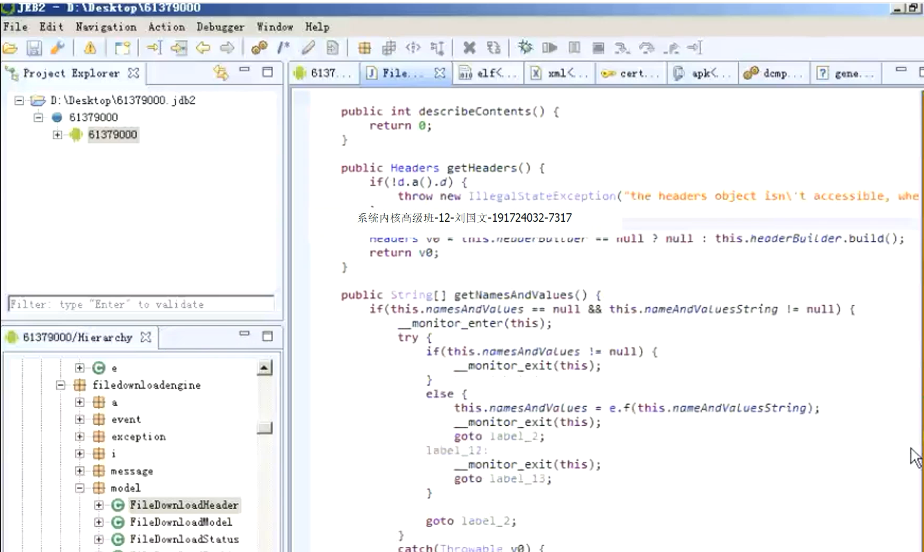 JEB2 - D:\Desktop\61379000
File Edit Navigation Action Debugger Window Help
Project Explorer
6137... File... elf<... xml<... cert... apk<... dcmp... gene...
D:\Desktop\61379000.jdb2
61379000
61379000
Filter: type "Enter" to validate
61379000/Hierarchy
e
filedownloadengine
a
event
exception
i
message
model
FileDownloadHeader
FileDownloadModel
FileDownloadStatus
public int describeContents() {
return 0;
}
public Headers getHeaders() {
if(!d.a().d) {
throw new IllegalStateException("the headers object isn\'t accessible, whe
系统内核高级班-12-刘国文-191724032-7317
Headers v0 = this.headerBuilder == null ? null : this.headerBuilder.build();
return v0;
}
public String[] getNamesAndValues() {
if(this.namesAndValues == null && this.nameAndValuesString != null) {
__monitor_enter(this);
try {
if(this.namesAndValues != null) {
__monitor_exit(this);
}
else {
this.namesAndValues = e.f(this.nameAndValuesString);
__monitor_exit(this);
goto label_2;
label_12:
__monitor_exit(this);
goto label_13;
}
goto label_2;
}
catch(Throwable v0) {